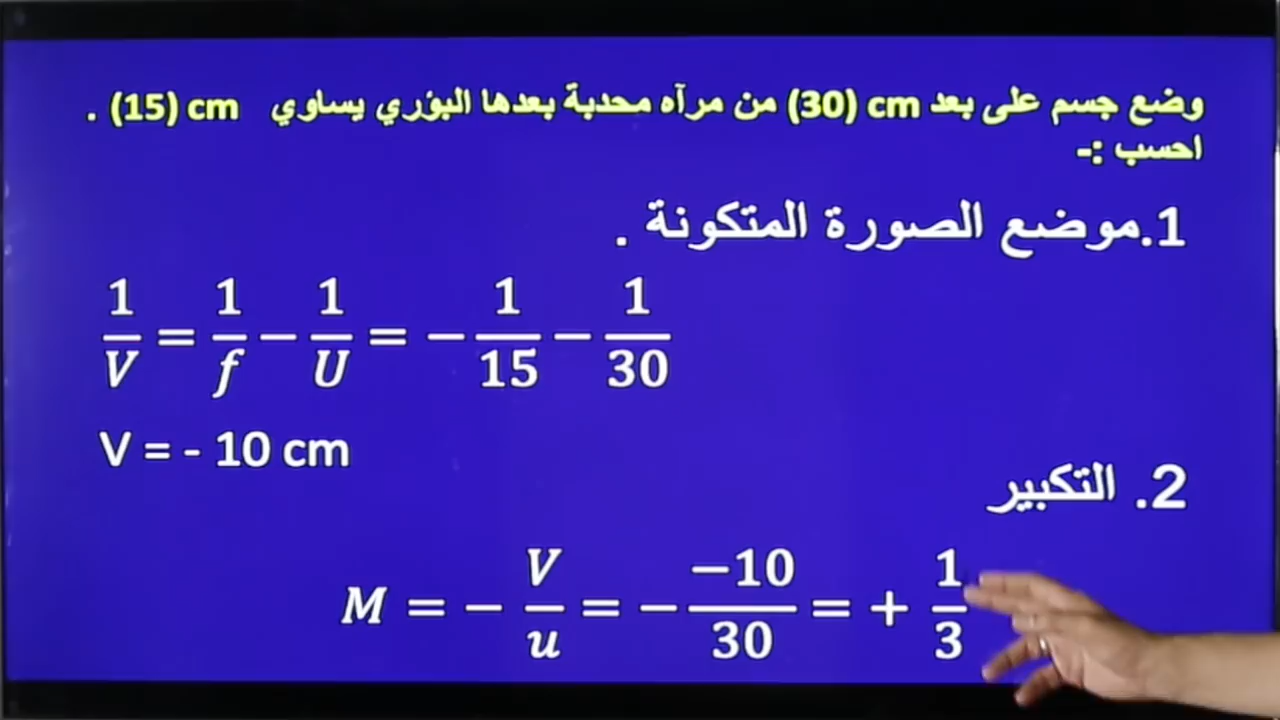 وضع جسم على بعد cm (30) من مرآه محدبة بعدها البؤري يساوي cm (15) .
احسب :-
1.موضع الصورة المتكونة .
1/V = 1/f − 1/U = − 1/15 − 1/30
V = - 10 cm
2. التكبير
M = − V/u = − −10/30 = + 1/3